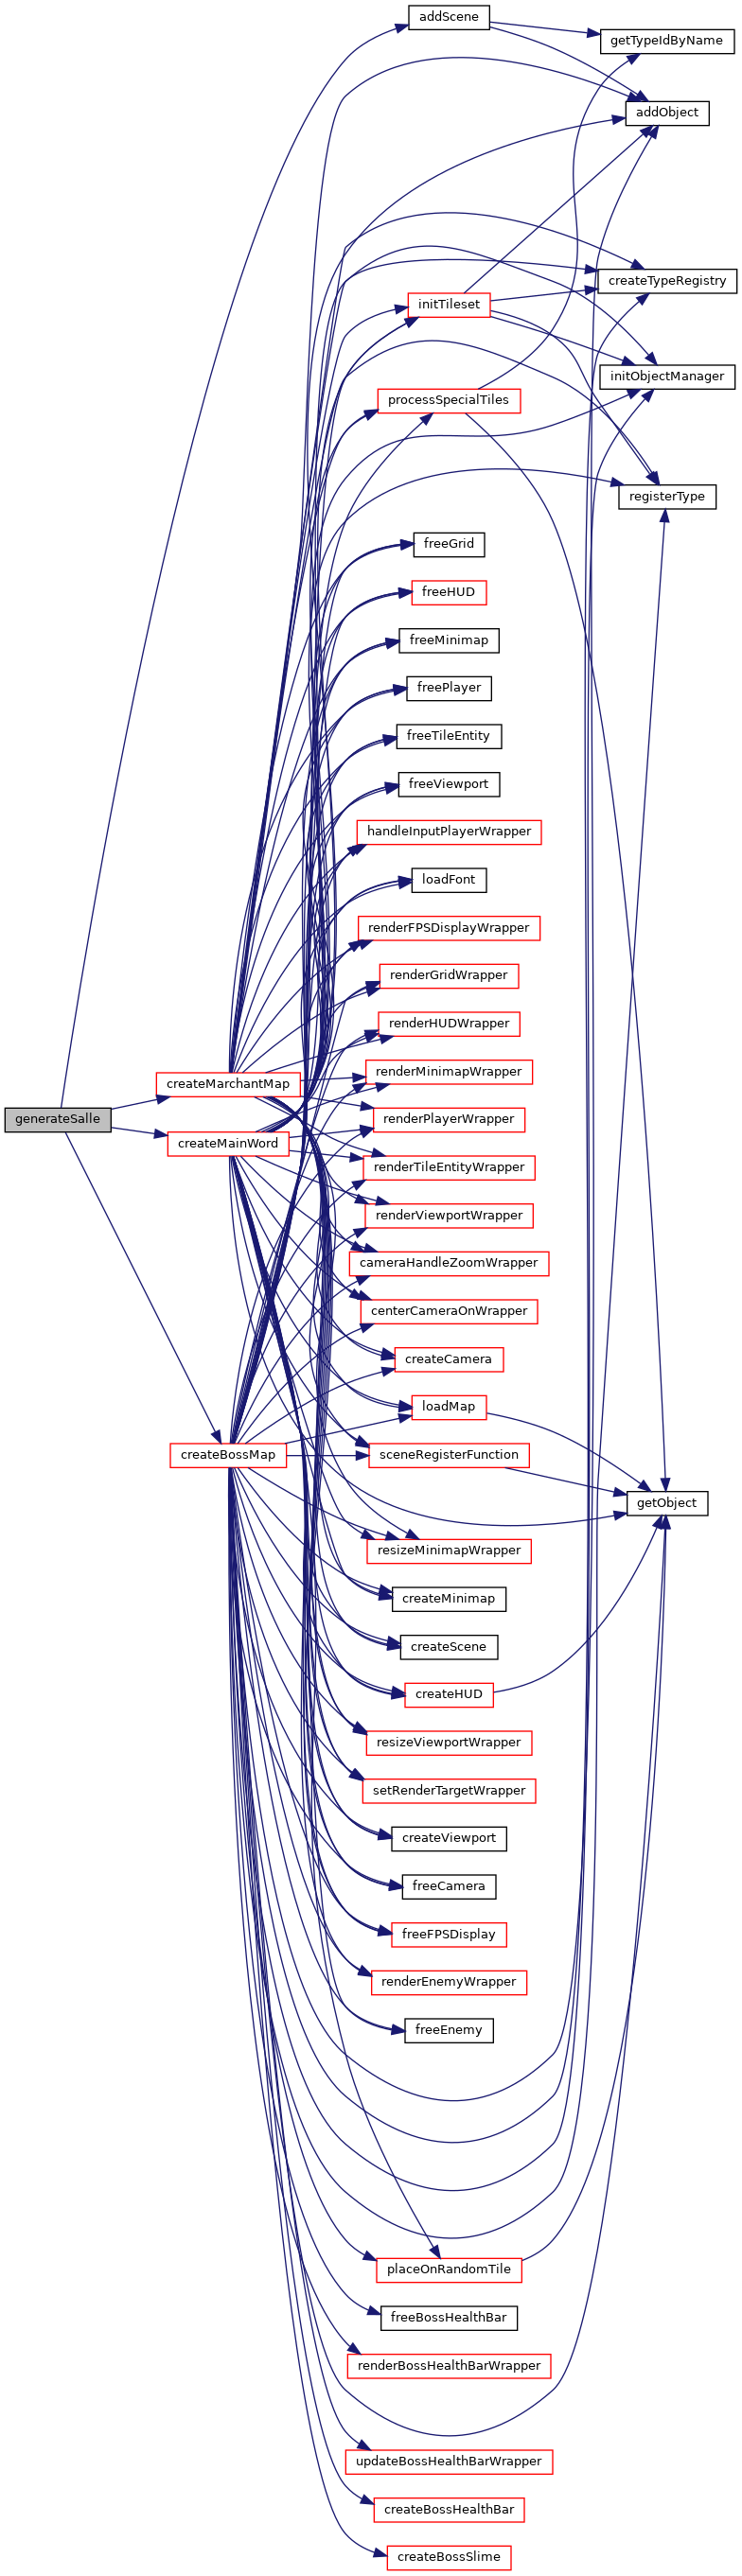 addScene
getTypeIdByName
addObject
createTypeRegistry
initTileset
initObjectManager
processSpecialTiles
registerType
freeGrid
freeHUD
freeMinimap
freePlayer
freeTileEntity
freeViewport
handleInputPlayerWrapper
loadFont
renderFPSDisplayWrapper
renderGridWrapper
renderHUDWrapper
renderMinimapWrapper
createMarchantMap
generateSalle
renderPlayerWrapper
createMainWord
renderTileEntityWrapper
renderViewportWrapper
cameraHandleZoomWrapper
centerCameraOnWrapper
createCamera
loadMap
createBossMap
sceneRegisterFunction
getObject
resizeMinimapWrapper
createMinimap
createScene
createHUD
resizeViewportWrapper
setRenderTargetWrapper
createViewport
freeCamera
freeFPSDisplay
renderEnemyWrapper
freeEnemy
placeOnRandomTile
freeBossHealthBar
renderBossHealthBarWrapper
updateBossHealthBarWrapper
createBossHealthBar
createBossSlime